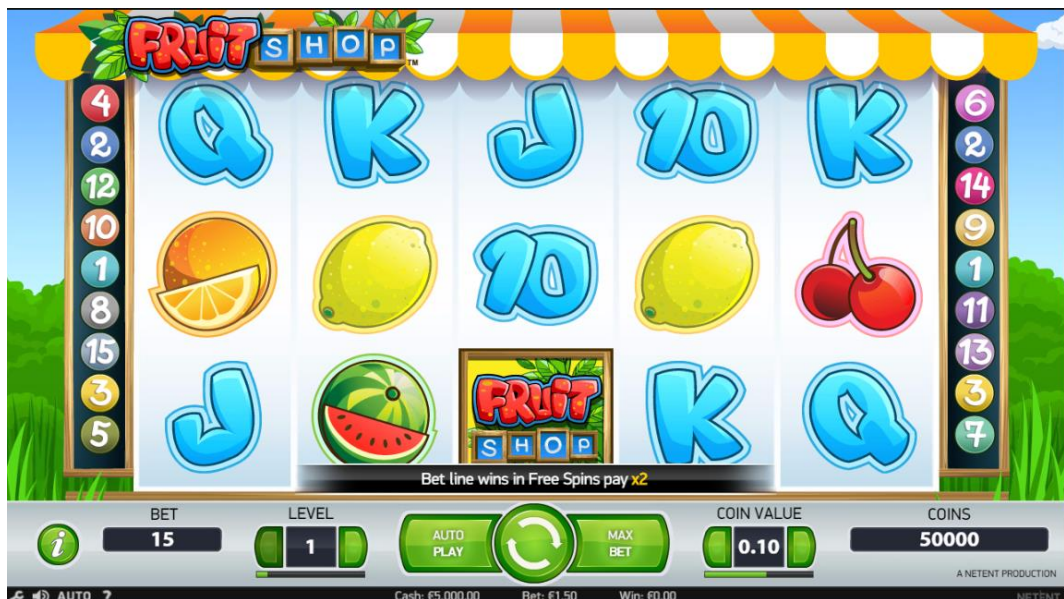 FRUIT SHOP™
4 Q K J 10 K 6
2 2
12 14
10 10 9
1 1
8 11
15 13
3 J FRUIT K Q 3
5 SHOP 7
Bet line wins in Free Spins pay x2
BET LEVEL COIN VALUE COINS
15 1 AUTO PLAY MAX BET 0.10 50000
A NETENT PRODUCTION
AUTO ? Cash: €5,000.00 Bet: €1.50 Win: €0.00 NETENT